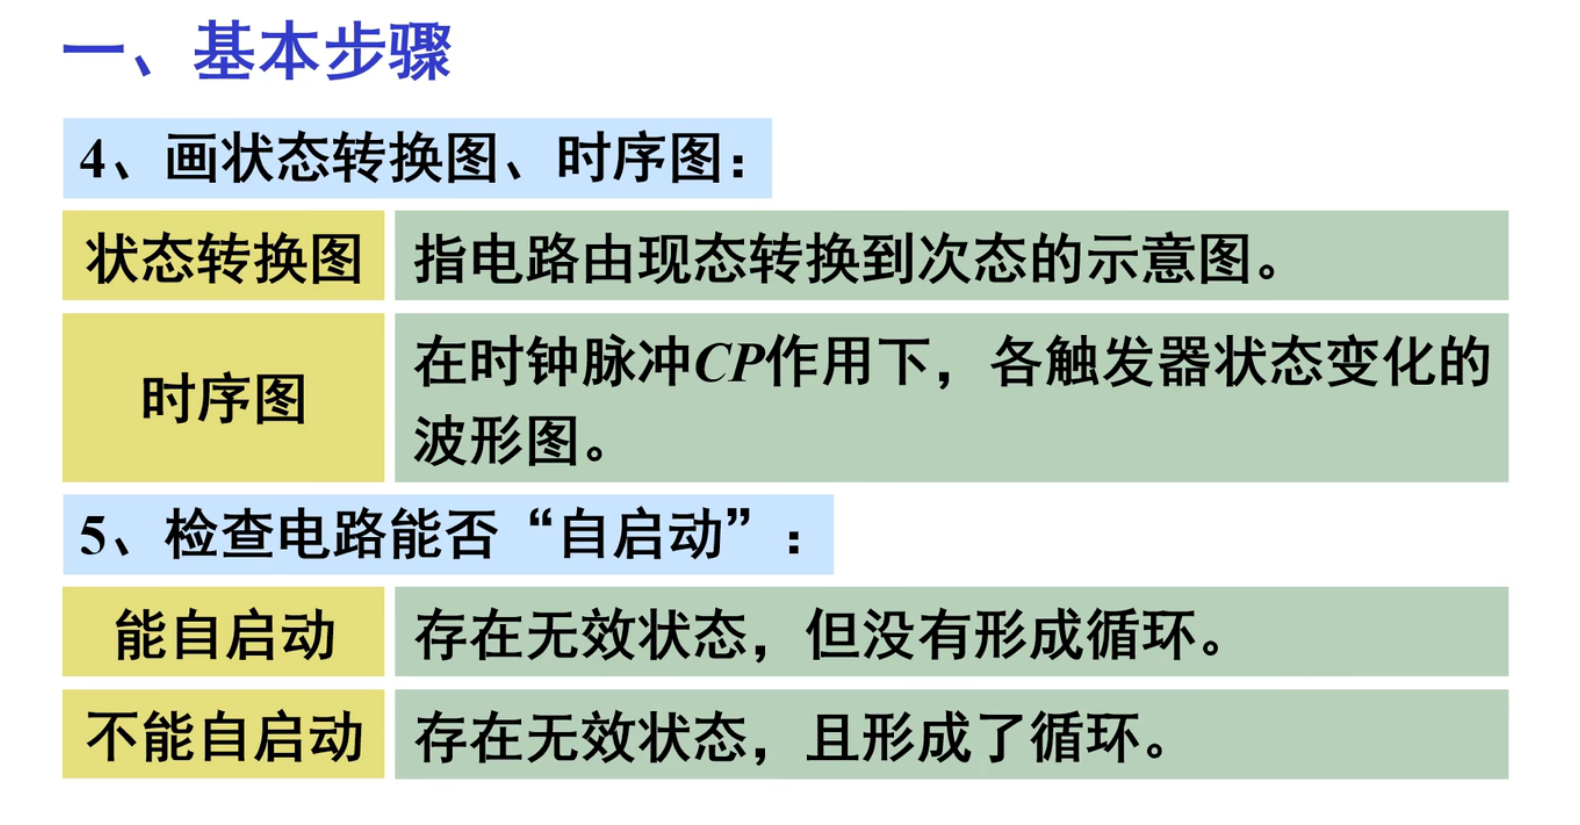 一、基本步骤
4、画状态转换图、时序图：
状态转换图
指电路由现态转换到次态的示意图。
时序图
在时钟脉冲CP作用下，各触发器状态变化的
波形图。
5、检查电路能否“自启动”：
能自启动
存在无效状态，但没有形成循环。
不能自启动
存在无效状态，且形成了循环。